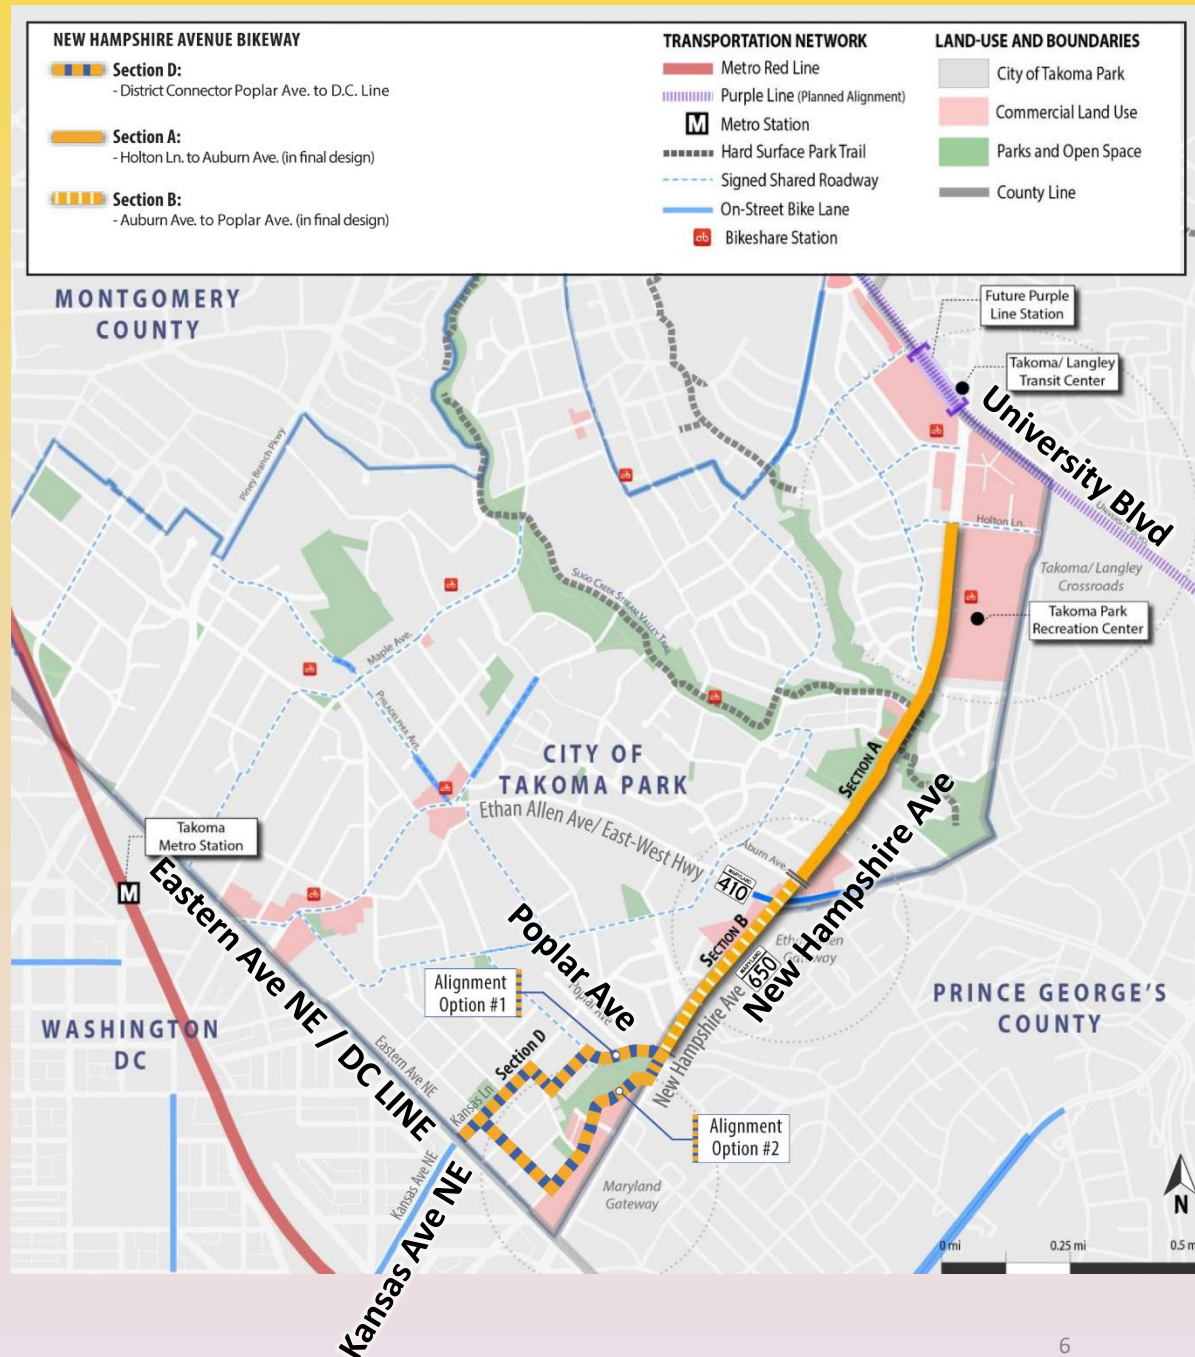 NEW HAMPSHIRE AVENUE BIKEWAY
Section D:
- District Connector Poplar Ave. to D.C. Line
Section A:
- Holton Ln. to Auburn Ave. (in final design)
Section B:
- Auburn Ave. to Poplar Ave. (in final design)
TRANSPORTATION NETWORK
Metro Red Line
Purple Line (Planned Alignment)
M Metro Station
Hard Surface Park Trail
Signed Shared Roadway
On-Street Bike Lane
cb Bikeshare Station
LAND-USE AND BOUNDARIES
City of Takoma Park
Commercial Land Use
Parks and Open Space
County Line
MONTGOMERY
COUNTY
Future Purple
Line Station
Takoma/ Langley
Transit Center
University Blvd
Piney Branch Pkwy
Holton Ln.
Takoma/ Langley
Crossroads
Takoma Park
Recreation Center
Sligo Creek Stream Valley Trail
Maple Ave.
Philadelphia Ave.
CITY OF
TAKOMA PARK
Section A
Ethan Allen Ave/ East-West Hwy
New Hampshire Ave
Takoma
Metro Station
M
Auburn Ave
MARYLAND
410
Section B
MARYLAND
650
Eastern Ave NE / DC LINE
Poplar Ave
Poplar Ave
New Hampshire Ave
Alignment
Option #1
PRINCE GEORGE'S
COUNTY
WASHINGTON
DC
Eastern Ave NE
Section D
Kansas Ln
Alignment
Option #2
Kansas Ave NE
Kansas Ave NE
Maryland
Gateway
N
0 mi
0.25 mi
6